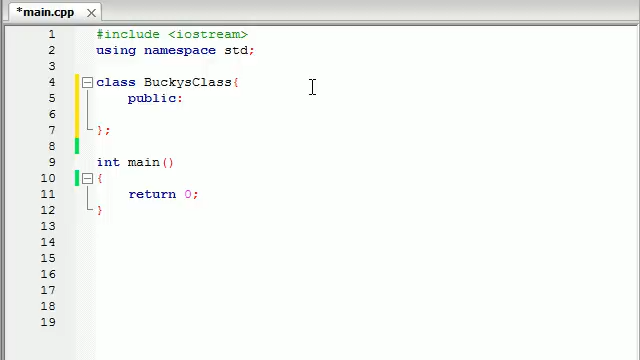 *main.cpp X
1 #include <iostream>
2 using namespace std;
3
4 class BuckysClass{
5 public:
6
7 };
8
9 int main()
10 {
11 return 0;
12 }
13
14
15
16
17
18
19